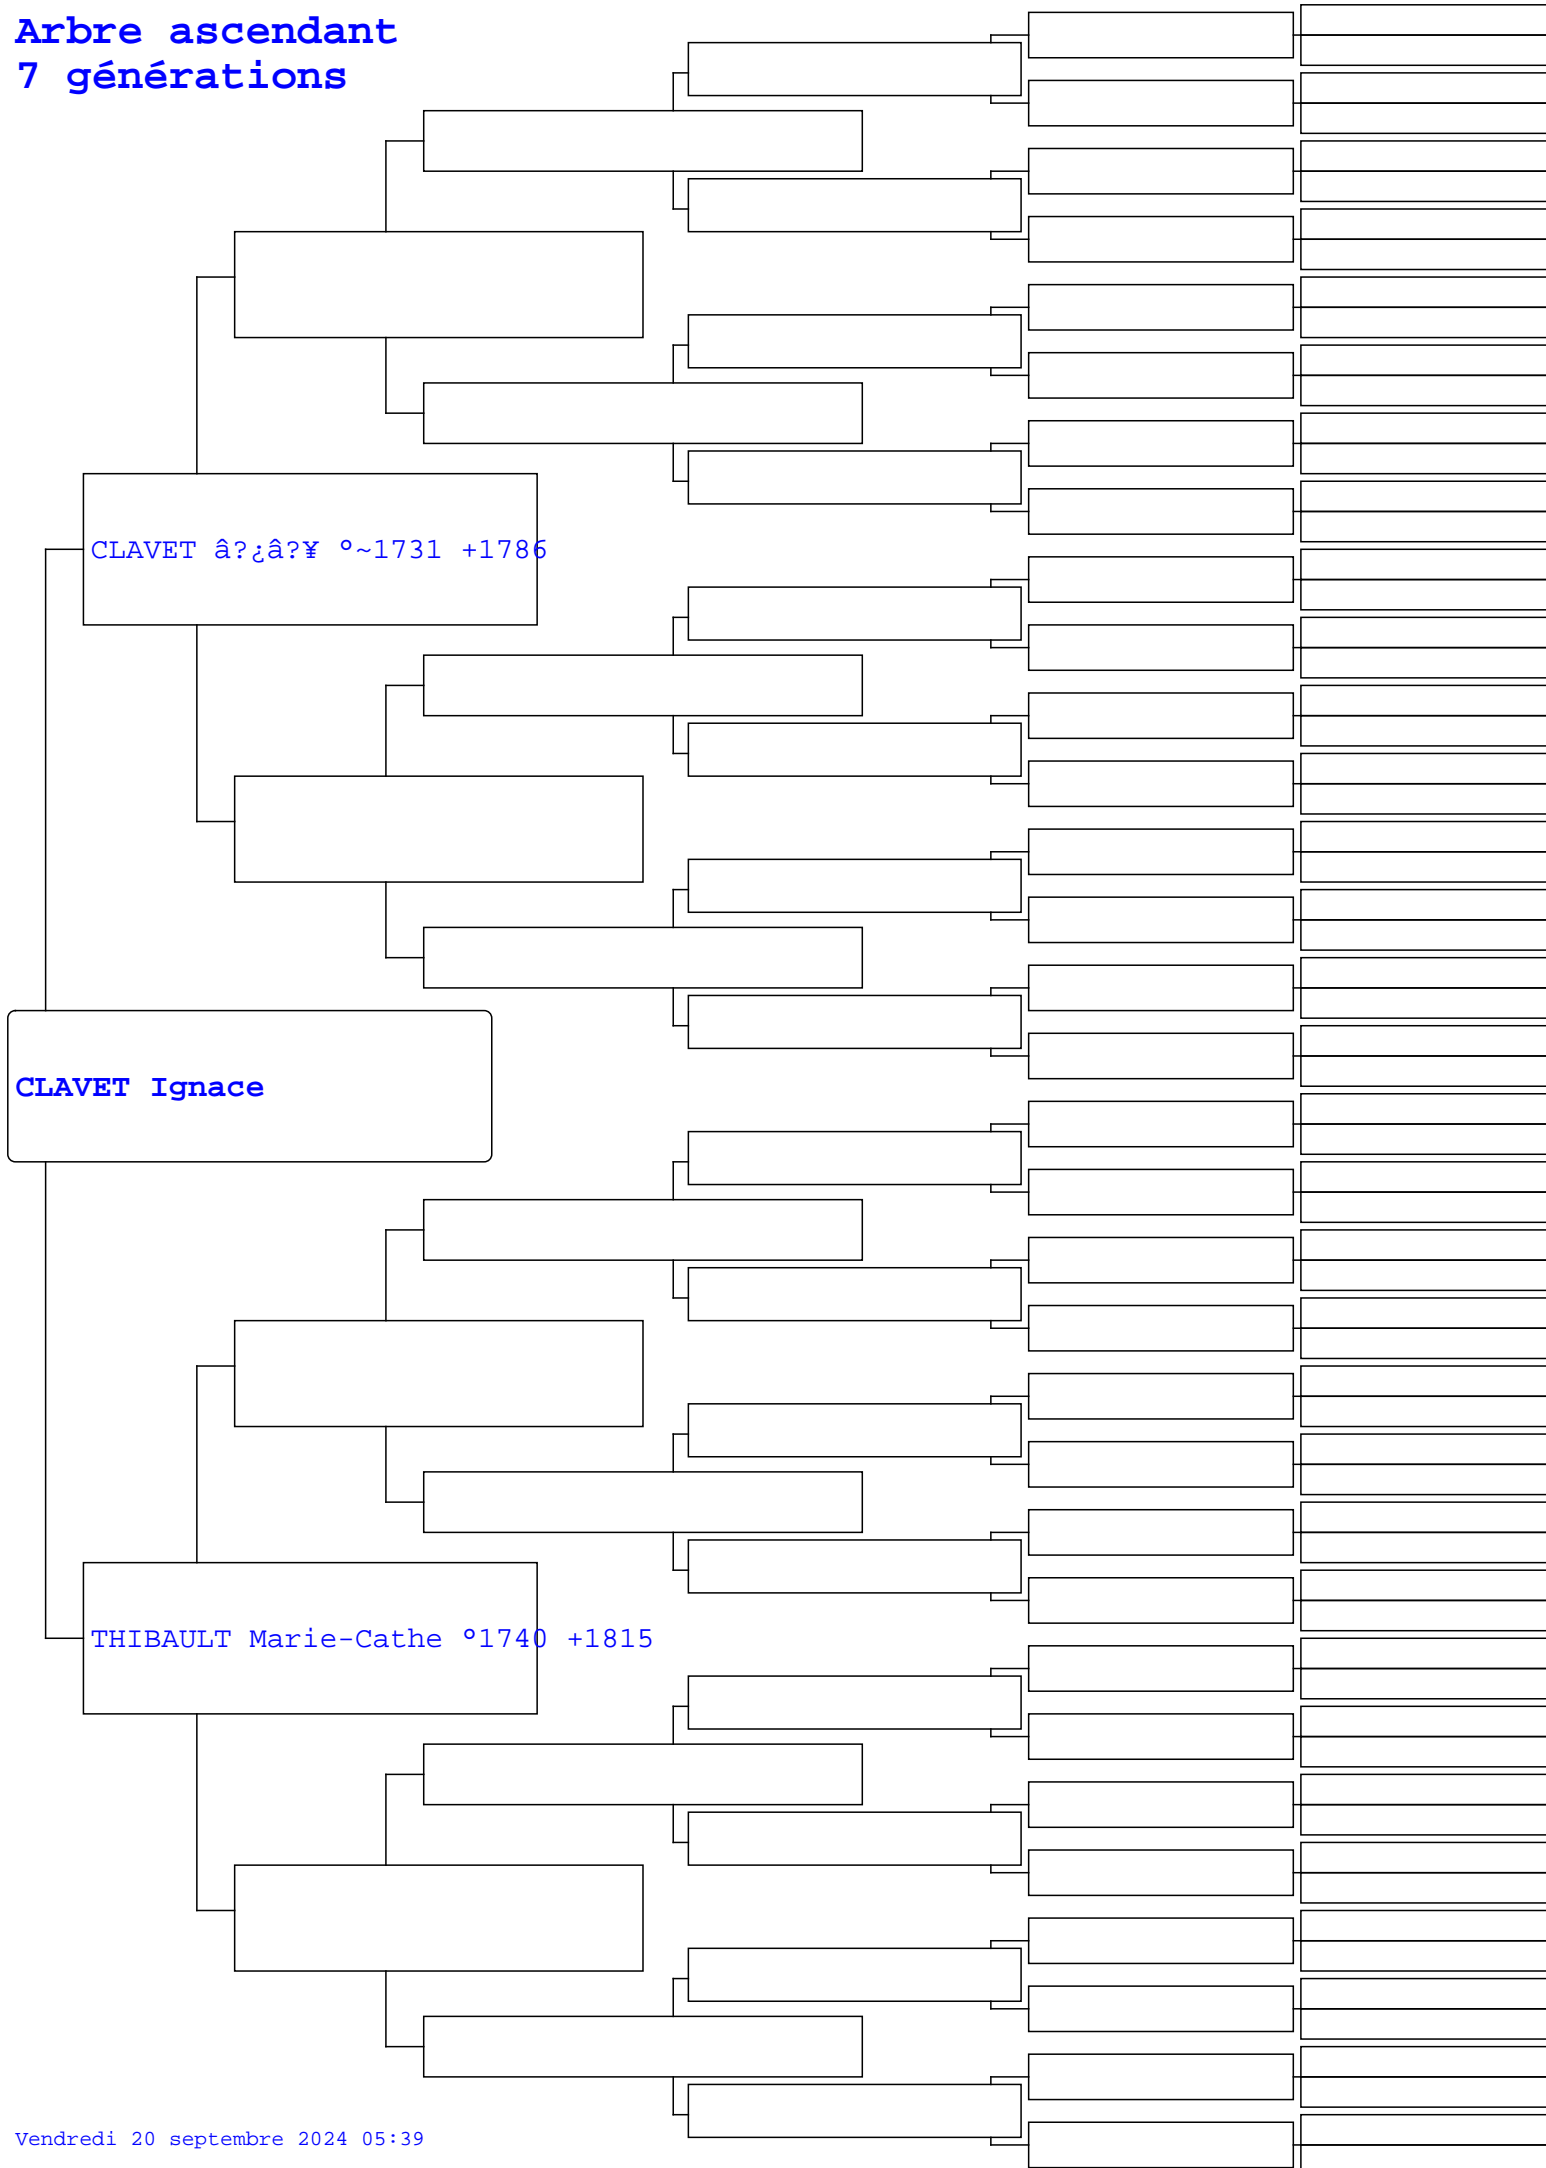 Arbre ascendant
7 générations
CLAVET â?¿â?¥ °~1731 +1786
CLAVET Ignace
THIBAULT Marie-Cathe °1740 +1815
Vendredi 20 septembre 2024 05:39